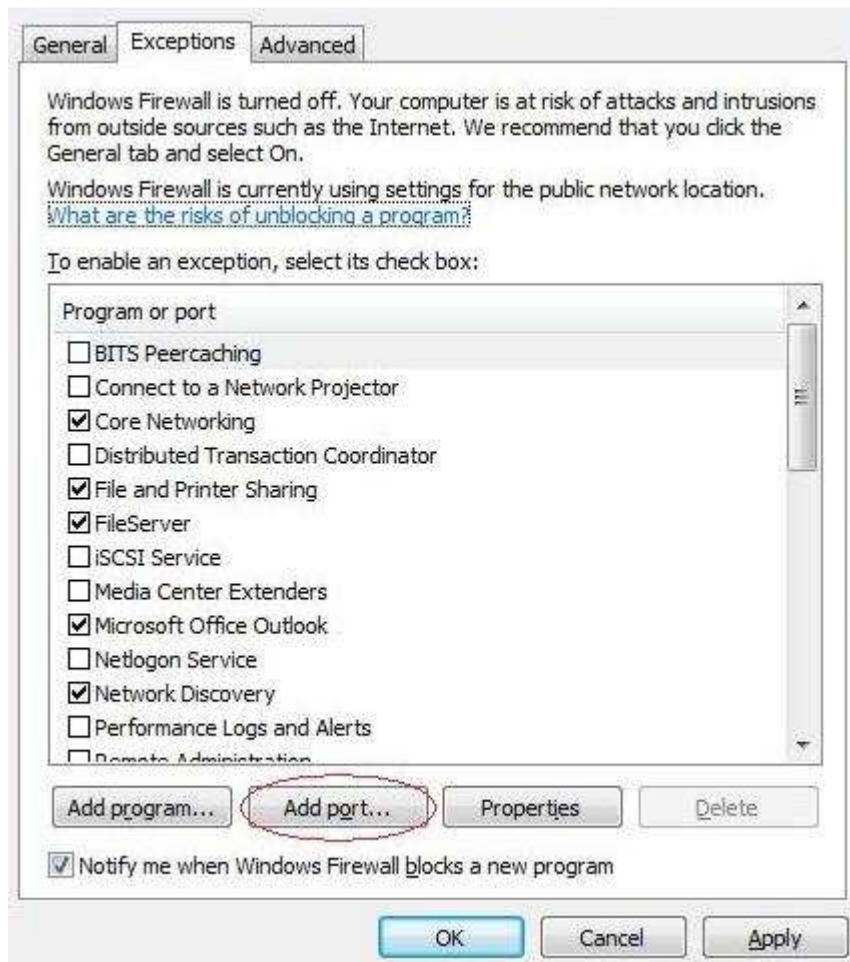 General Exceptions Advanced
Windows Firewall is turned off. Your computer is at risk of attacks and intrusions
from outside sources such as the Internet. We recommend that you click the
General tab and select On.
Windows Firewall is currently using settings for the public network location.
What are the risks of unblocking a program?
To enable an exception, select its check box:
Program or port
BITS Peercaching
Connect to a Network Projector
Core Networking
Distributed Transaction Coordinator
File and Printer Sharing
FileServer
iSCSI Service
Media Center Extenders
Microsoft Office Outlook
Netlogon Service
Network Discovery
Performance Logs and Alerts
Remote Administration
Add program... Add port... Properties Delete
Notify me when Windows Firewall blocks a new program
OK Cancel Apply